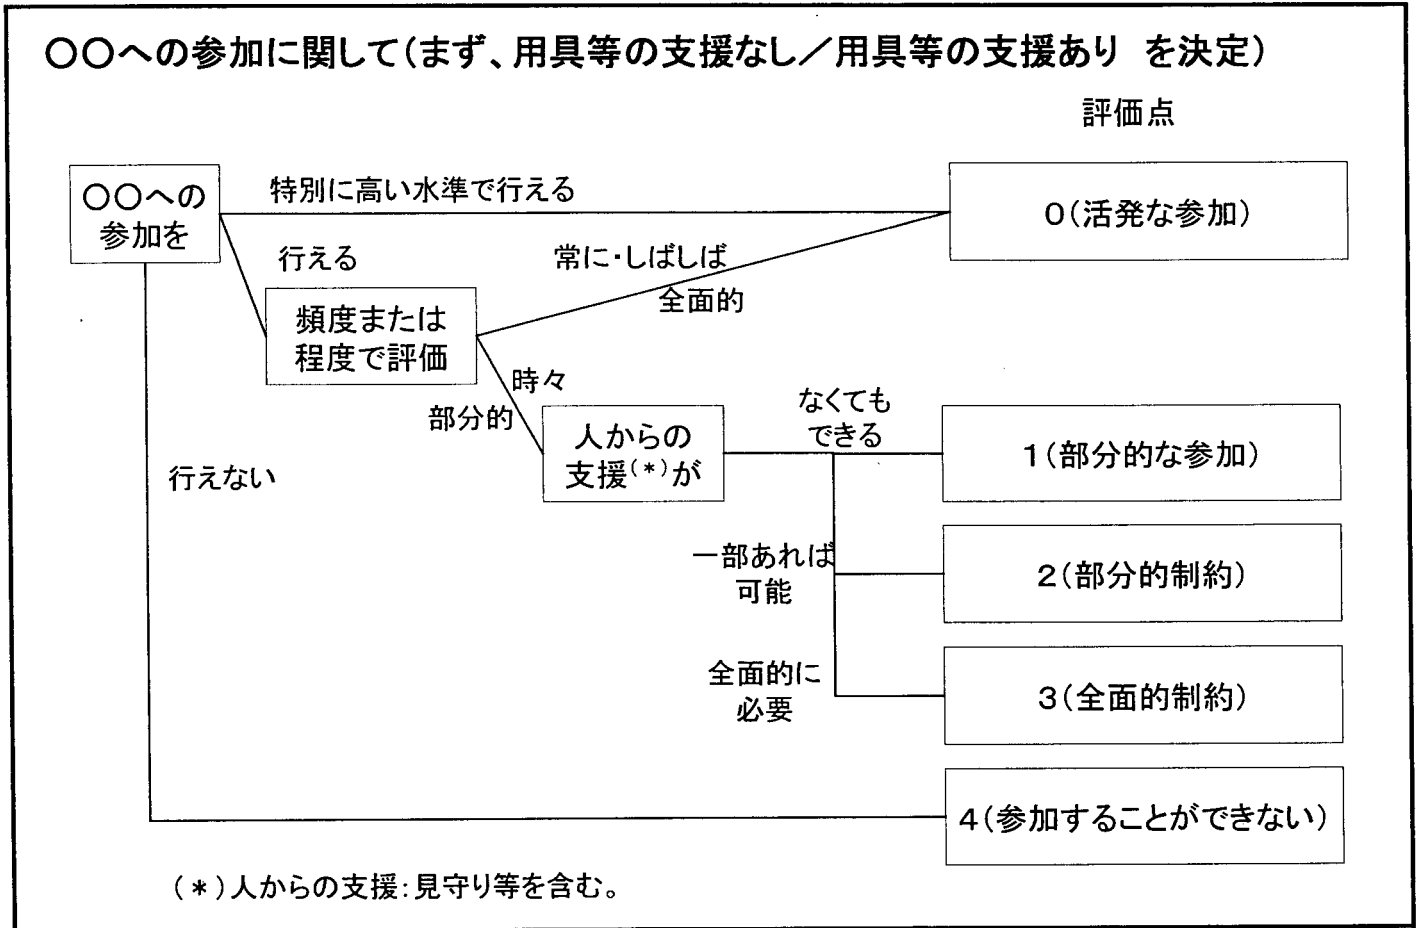 ○○への参加に関して(まず、用具等の支援なし/用具等の支援あり を決定)
評価点
○○への
参加を
特別に高い水準で行える
0(活発な参加)
行える
常に・しばしば
全面的
頻度または
程度で評価
時々
部分的
人からの
支援(*)が
なくても
できる
1(部分的な参加)
行えない
一部あれば
可能
2(部分的制約)
全面的に
必要
3(全面的制約)
4(参加することができない)
(*)人からの支援:見守り等を含む。